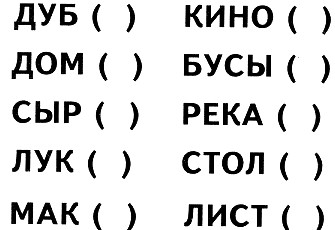 ДУБ ( ) КИНО ( )
ДОМ ( ) БУСЫ ( )
СЫР ( ) РЕКА ( )
ЛУК ( ) СТОЛ ( )
МАК ( ) ЛИСТ ( )